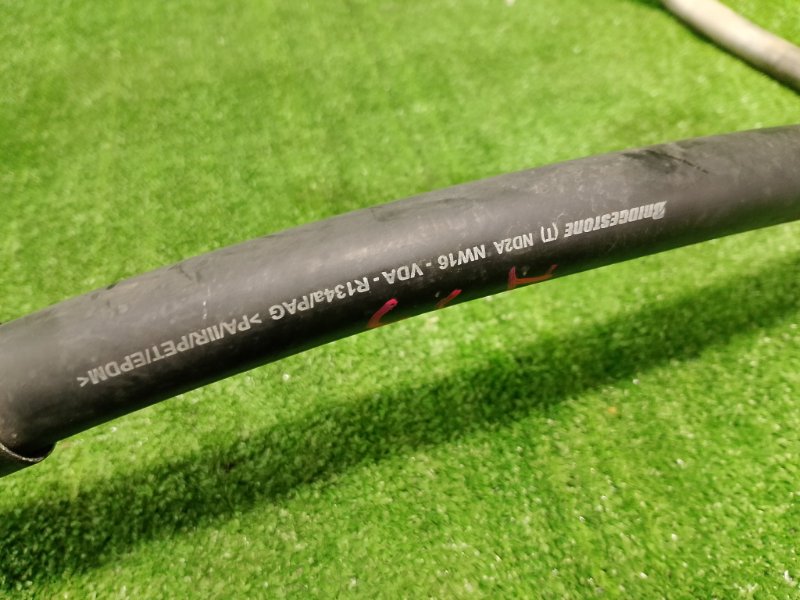 BRIDGESTONE (T) ND2A NW16 - VDA - R134a/PAG >PA/IIR/PET/EPDM<